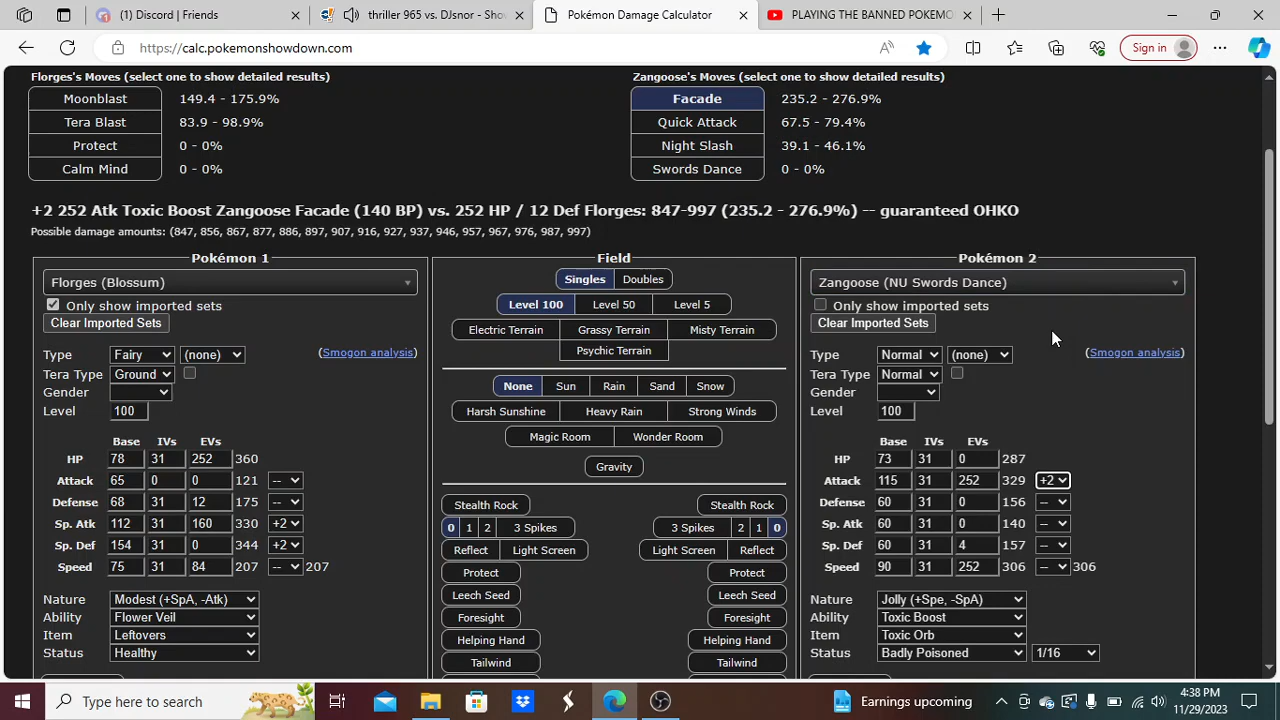 (1) Discord | Friends
thriller 965 vs. DJsnor - Sho
Pokémon Damage Calculator
PLAYING THE BANNED POKEMO
https://calc.pokemonshowdown.com
Sign in
Florges's Moves (select one to show detailed results)
Moonblast 149.4 - 175.9%
Tera Blast 83.9 - 98.9%
Protect 0 - 0%
Calm Mind 0 - 0%
Zangoose's Moves (select one to show detailed results)
Facade 235.2 - 276.9%
Quick Attack 67.5 - 79.4%
Night Slash 39.1 - 46.1%
Swords Dance 0 - 0%
+2 252 Atk Toxic Boost Zangoose Facade (140 BP) vs. 252 HP / 12 Def Florges: 847-997 (235.2 - 276.9%) -- guaranteed OHKO
Possible damage amounts: (847, 856, 867, 877, 886, 897, 907, 916, 927, 937, 946, 957, 967, 976, 987, 997)
Pokémon 1
Florges (Blossum)
Only show imported sets
Clear Imported Sets
Type Fairy (none) (Smogon analysis)
Tera Type Ground
Gender
Level 100
Base IVs EVs
HP 78 31 252 360
Attack 65 0 0 121 --
Defense 68 31 12 175 --
Sp. Atk 112 31 160 330 +2
Sp. Def 154 31 0 344 +2
Speed 75 31 84 207 -- 207
Nature Modest (+SpA, -Atk)
Ability Flower Veil
Item Leftovers
Status Healthy
Field
Singles Doubles
Level 100 Level 50 Level 5
Electric Terrain Grassy Terrain Misty Terrain
Psychic Terrain
None Sun Rain Sand Snow
Harsh Sunshine Heavy Rain Strong Winds
Magic Room Wonder Room
Gravity
Stealth Rock Stealth Rock
0 1 2 3 Spikes 3 Spikes 2 1 0
Reflect Light Screen Light Screen Reflect
Protect Protect
Leech Seed Leech Seed
Foresight Foresight
Helping Hand Helping Hand
Tailwind Tailwind
Pokémon 2
Zangoose (NU Swords Dance)
Only show imported sets
Clear Imported Sets
Type Normal (none) (Smogon analysis)
Tera Type Normal
Gender
Level 100
Base IVs EVs
HP 73 31 0 287
Attack 115 31 252 329 +2
Defense 60 31 0 156 --
Sp. Atk 60 31 0 140 --
Sp. Def 60 31 4 157 --
Speed 90 31 252 306 -- 306
Nature Jolly (+Spe, -SpA)
Ability Toxic Boost
Item Toxic Orb
Status Badly Poisoned 1/16
Type here to search
Earnings upcoming
4:38 PM
11/29/2023